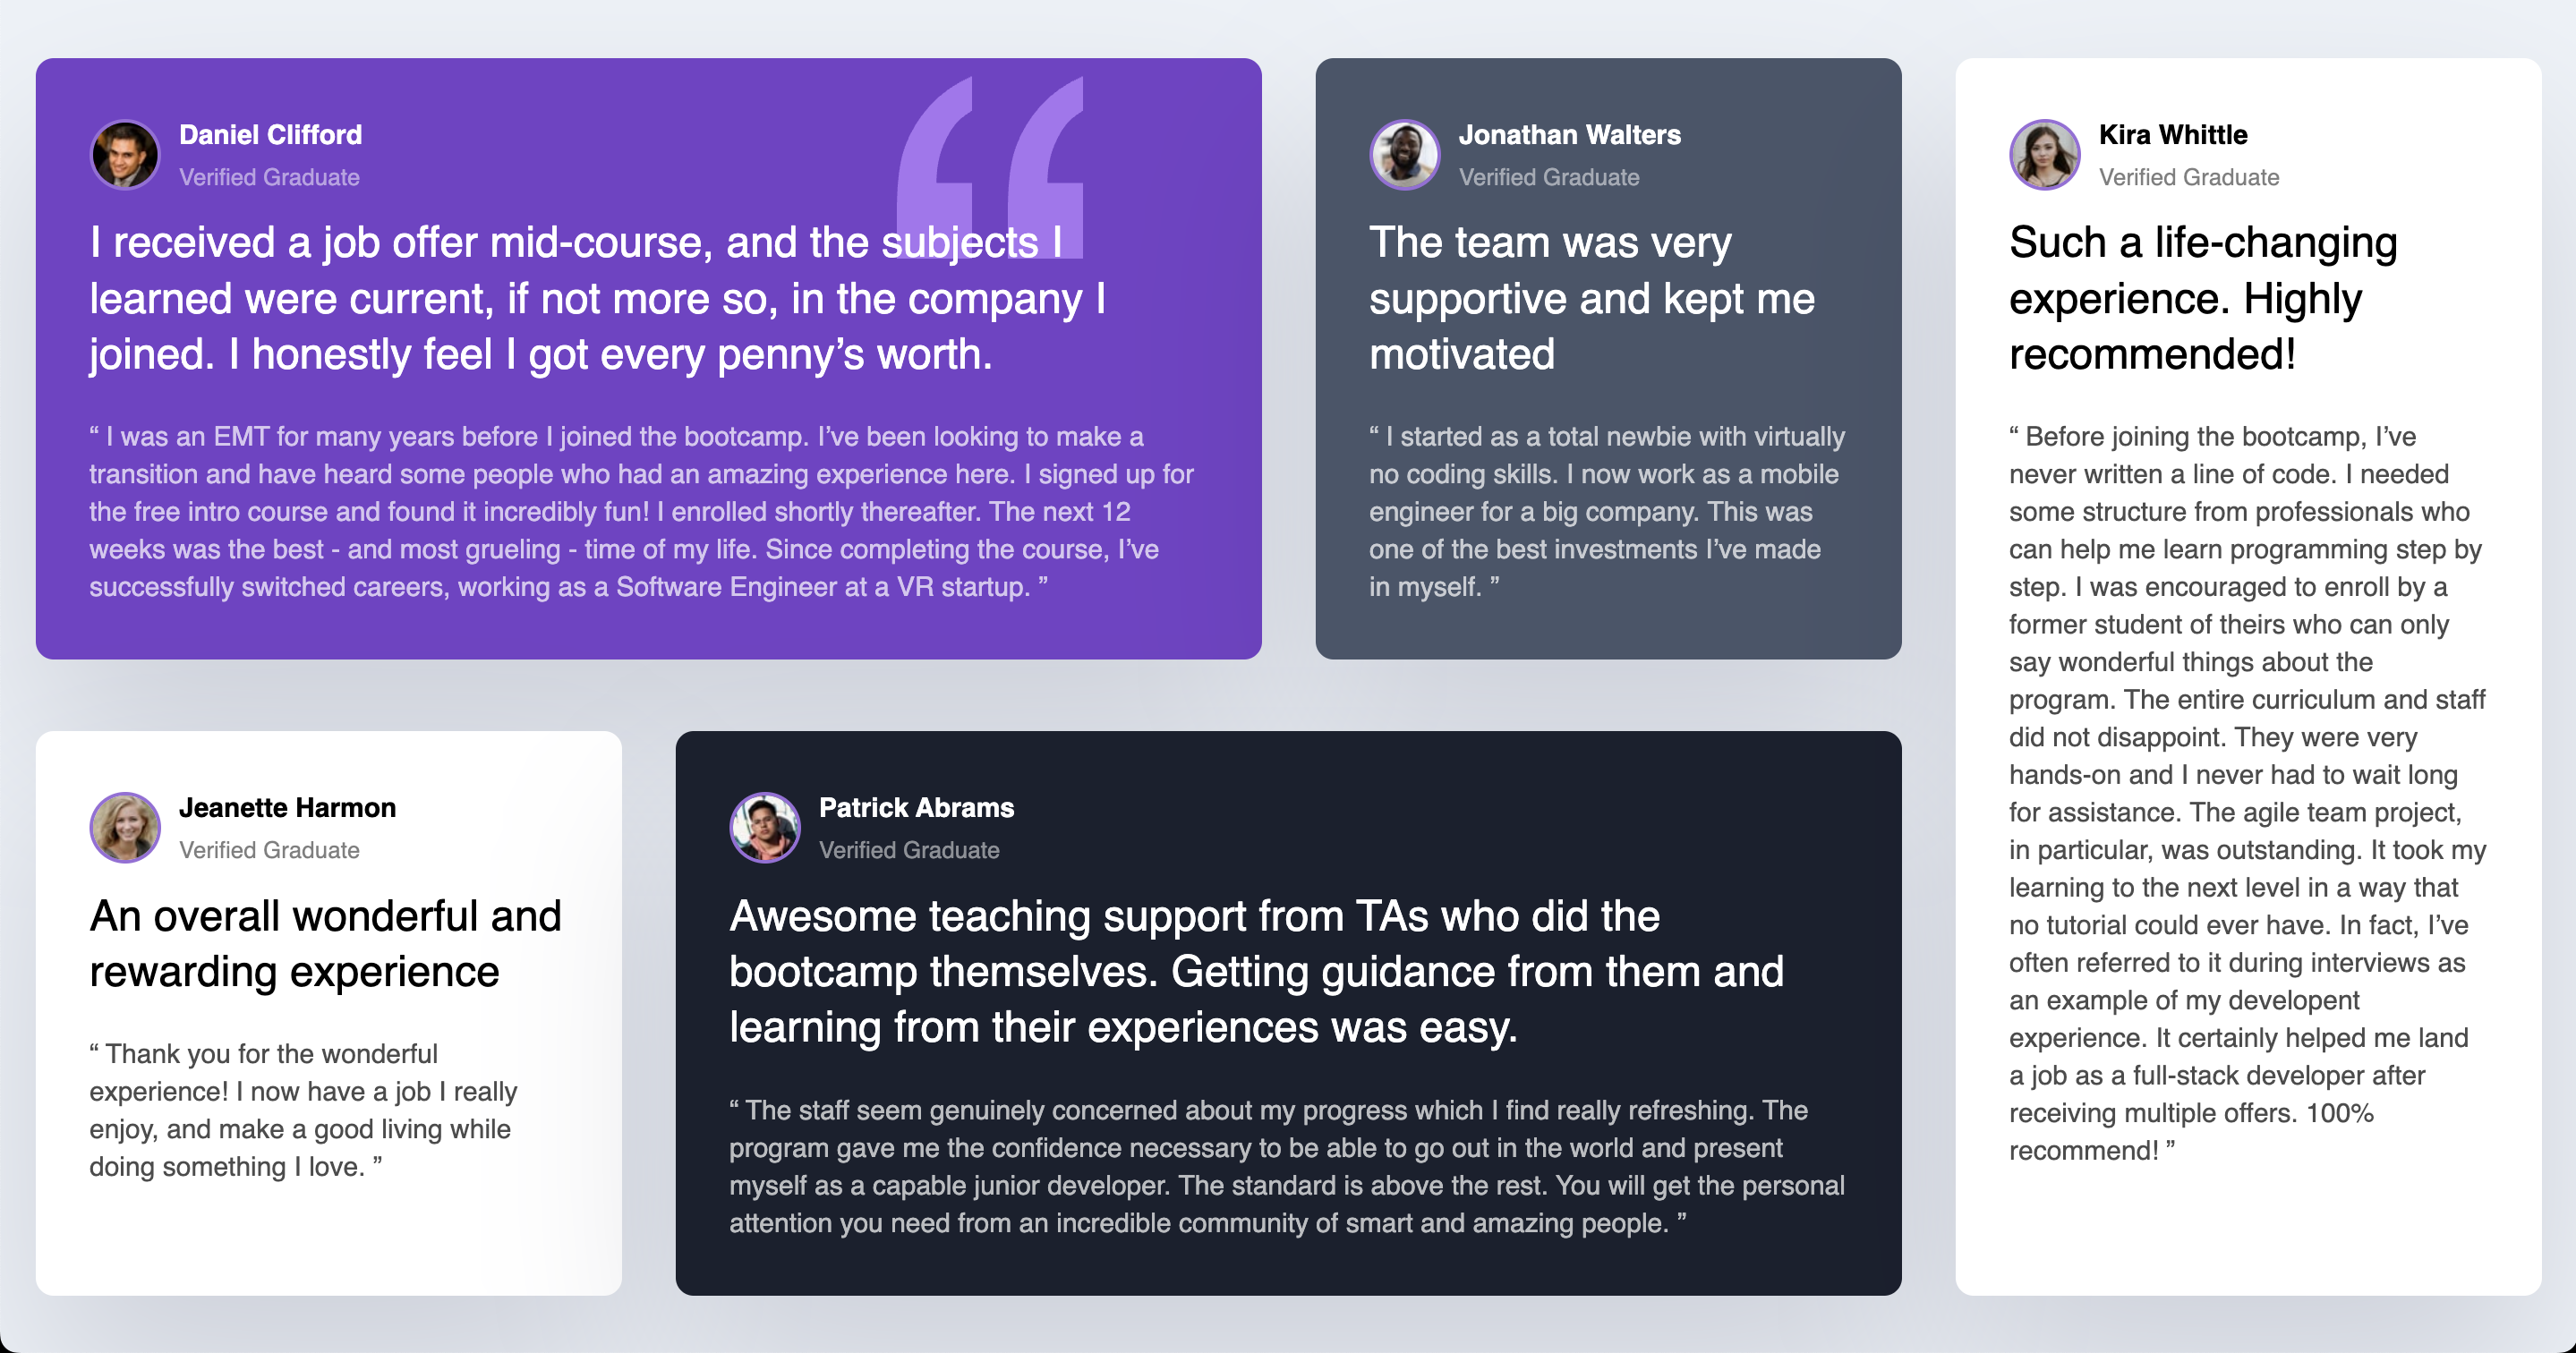 Daniel Clifford
Verified Graduate
I received a job offer mid-course, and the subjects I
learned were current, if not more so, in the company I
joined. I honestly feel I got every penny’s worth.
“ I was an EMT for many years before I joined the bootcamp. I’ve been looking to make a
transition and have heard some people who had an amazing experience here. I signed up for
the free intro course and found it incredibly fun! I enrolled shortly thereafter. The next 12
weeks was the best - and most grueling - time of my life. Since completing the course, I’ve
successfully switched careers, working as a Software Engineer at a VR startup. ”
Jonathan Walters
Verified Graduate
The team was very
supportive and kept me
motivated
“ I started as a total newbie with virtually
no coding skills. I now work as a mobile
engineer for a big company. This was
one of the best investments I’ve made
in myself. ”
Kira Whittle
Verified Graduate
Such a life-changing
experience. Highly
recommended!
“ Before joining the bootcamp, I’ve
never written a line of code. I needed
some structure from professionals who
can help me learn programming step by
step. I was encouraged to enroll by a
former student of theirs who can only
say wonderful things about the
program. The entire curriculum and staff
did not disappoint. They were very
hands-on and I never had to wait long
for assistance. The agile team project,
in particular, was outstanding. It took my
learning to the next level in a way that
no tutorial could ever have. In fact, I’ve
often referred to it during interviews as
an example of my developent
experience. It certainly helped me land
a job as a full-stack developer after
receiving multiple offers. 100%
recommend! ”
Jeanette Harmon
Verified Graduate
An overall wonderful and
rewarding experience
“ Thank you for the wonderful
experience! I now have a job I really
enjoy, and make a good living while
doing something I love. ”
Patrick Abrams
Verified Graduate
Awesome teaching support from TAs who did the
bootcamp themselves. Getting guidance from them and
learning from their experiences was easy.
“ The staff seem genuinely concerned about my progress which I find really refreshing. The
program gave me the confidence necessary to be able to go out in the world and present
myself as a capable junior developer. The standard is above the rest. You will get the personal
attention you need from an incredible community of smart and amazing people. ”